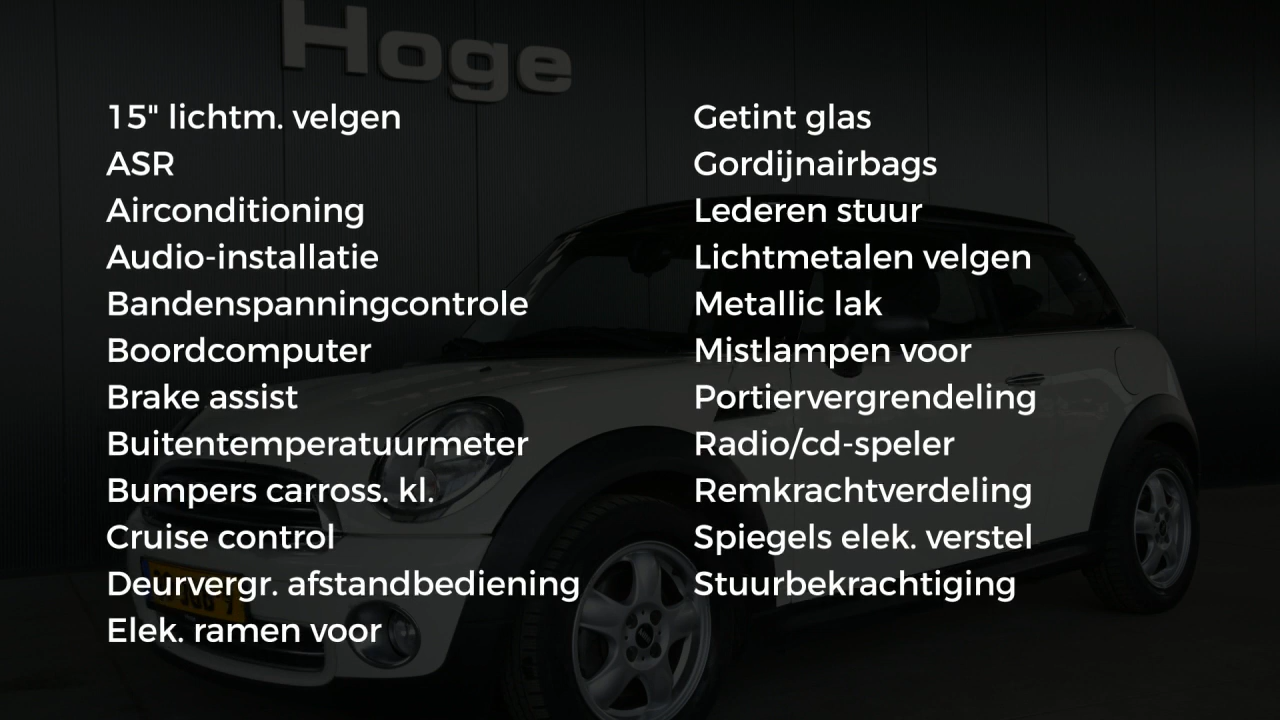 Hoge
15" lichtm. velgen
ASR
Airconditioning
Audio-installatie
Bandenspanningcontrole
Boordcomputer
Brake assist
Buitentemperatuurmeter
Bumpers carross. kl.
Cruise control
Deurvergr. afstandbediening
Elek. ramen voor
Getint glas
Gordijnairbags
Lederen stuur
Lichtmetalen velgen
Metallic lak
Mistlampen voor
Portiervergrendeling
Radio/cd-speler
Remkrachtverdeling
Spiegels elek. verstel
Stuurbekrachtiging